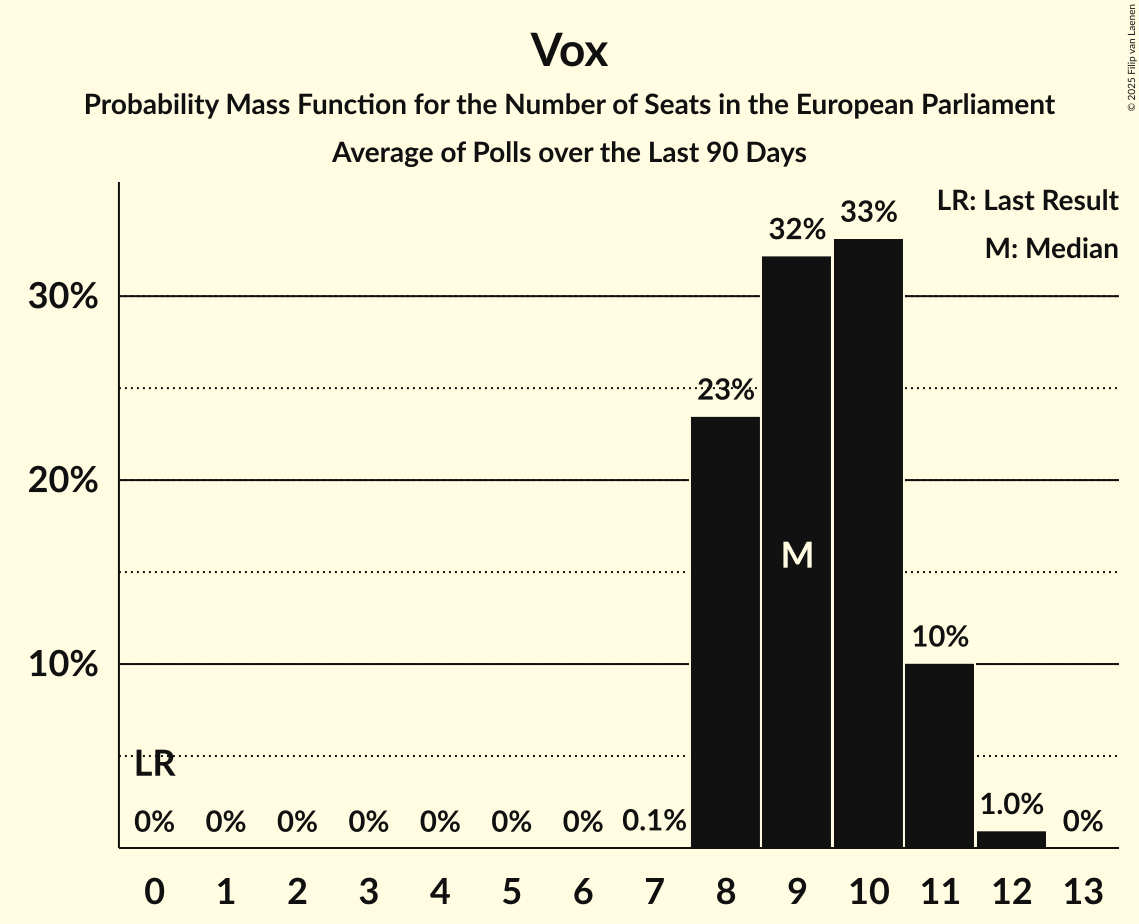 Vox
Probability Mass Function for the Number of Seats in the European Parliament
Average of Polls over the Last 90 Days
© 2025 Filip van Laenen
LR: Last Result
M: Median
33%
32%
30%
23%
20%
M
10%
10%
LR
0% 0% 0% 0% 0% 0% 0% 0.1% 1.0% 0%
0 1 2 3 4 5 6 7 8 9 10 11 12 13